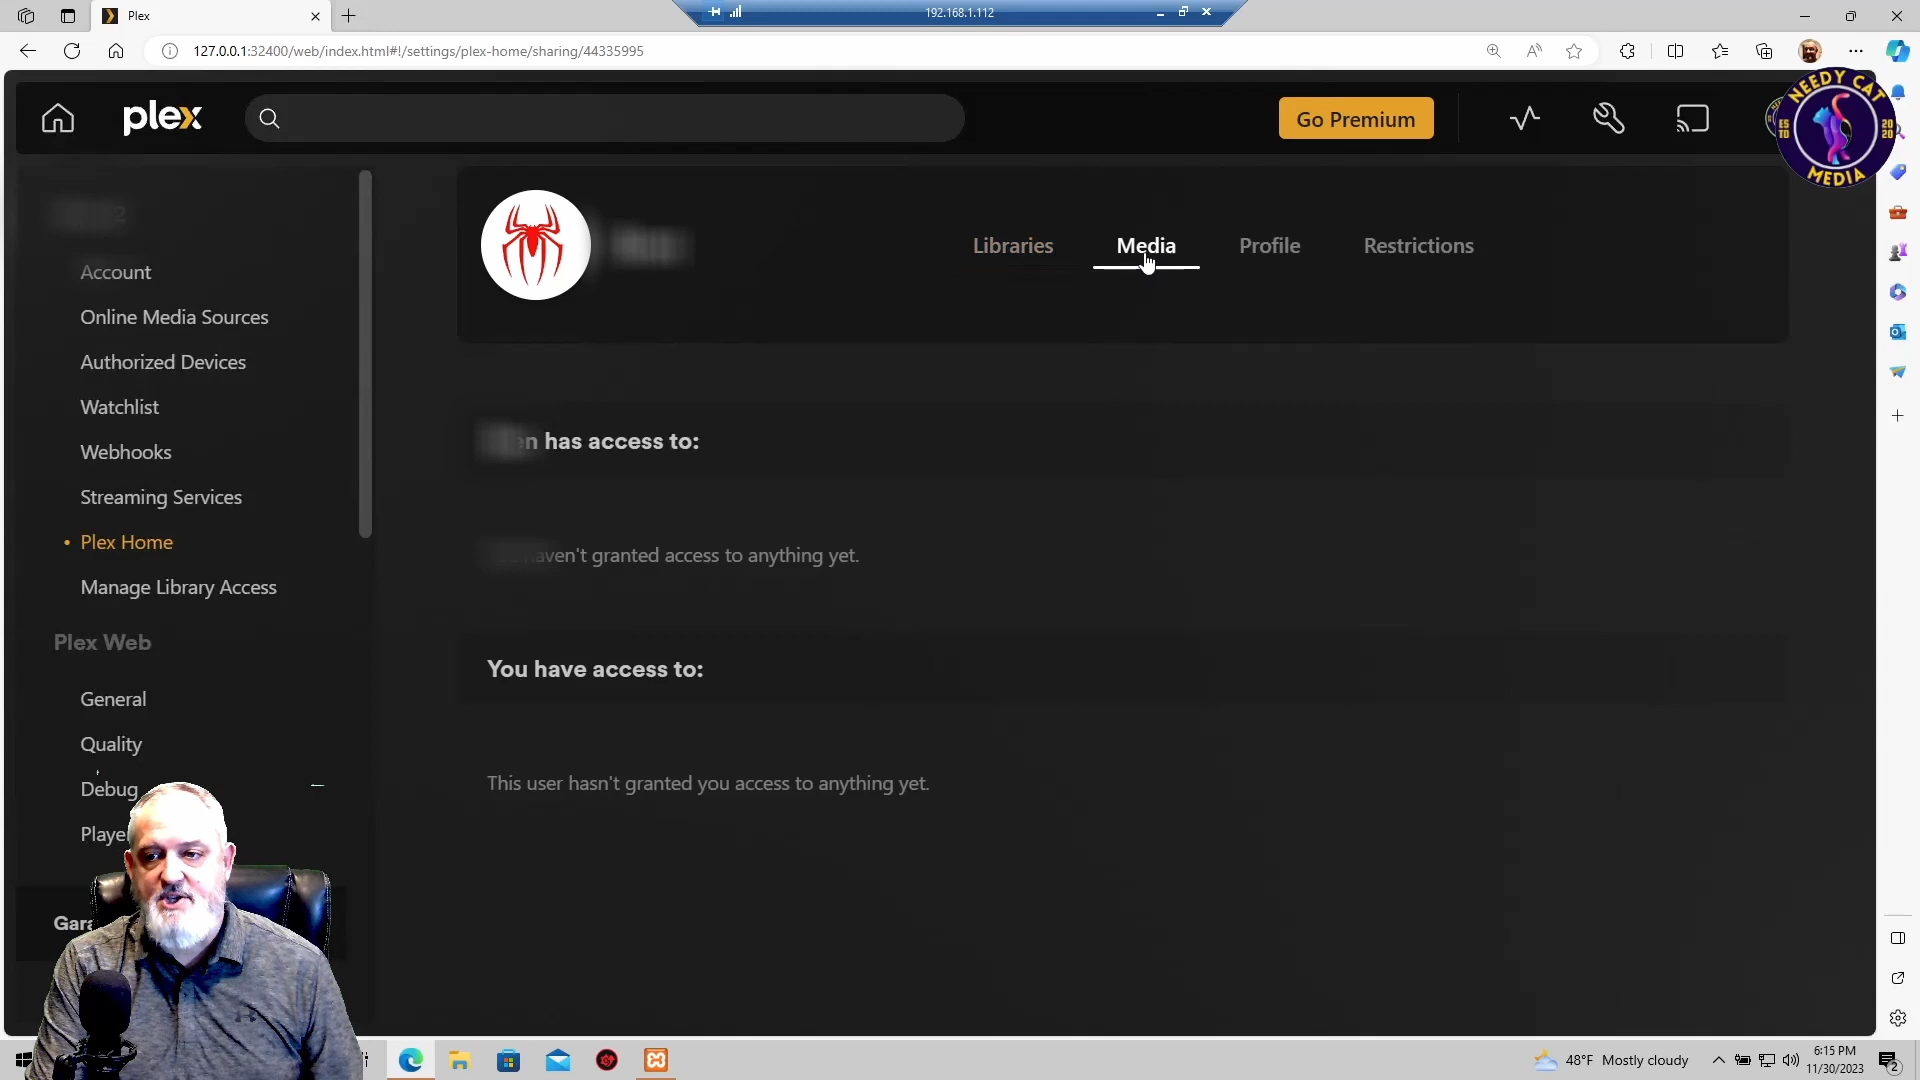 Plex
192.168.1.112
127.0.0.1:32400/web/index.html#!/settings/plex-home/sharing/44335995
plex
Go Premium
NEEDY CAT
ESTD
2020
MEDIA
Account
Online Media Sources
Authorized Devices
Watchlist
Webhooks
Streaming Services
Plex Home
Manage Library Access
Plex Web
General
Quality
Debug
Libraries
Media
Profile
Restrictions
has access to:
haven't granted access to anything yet.
You have access to:
This user hasn't granted you access to anything yet.
48°F Mostly cloudy
6:15 PM
11/30/2023
2